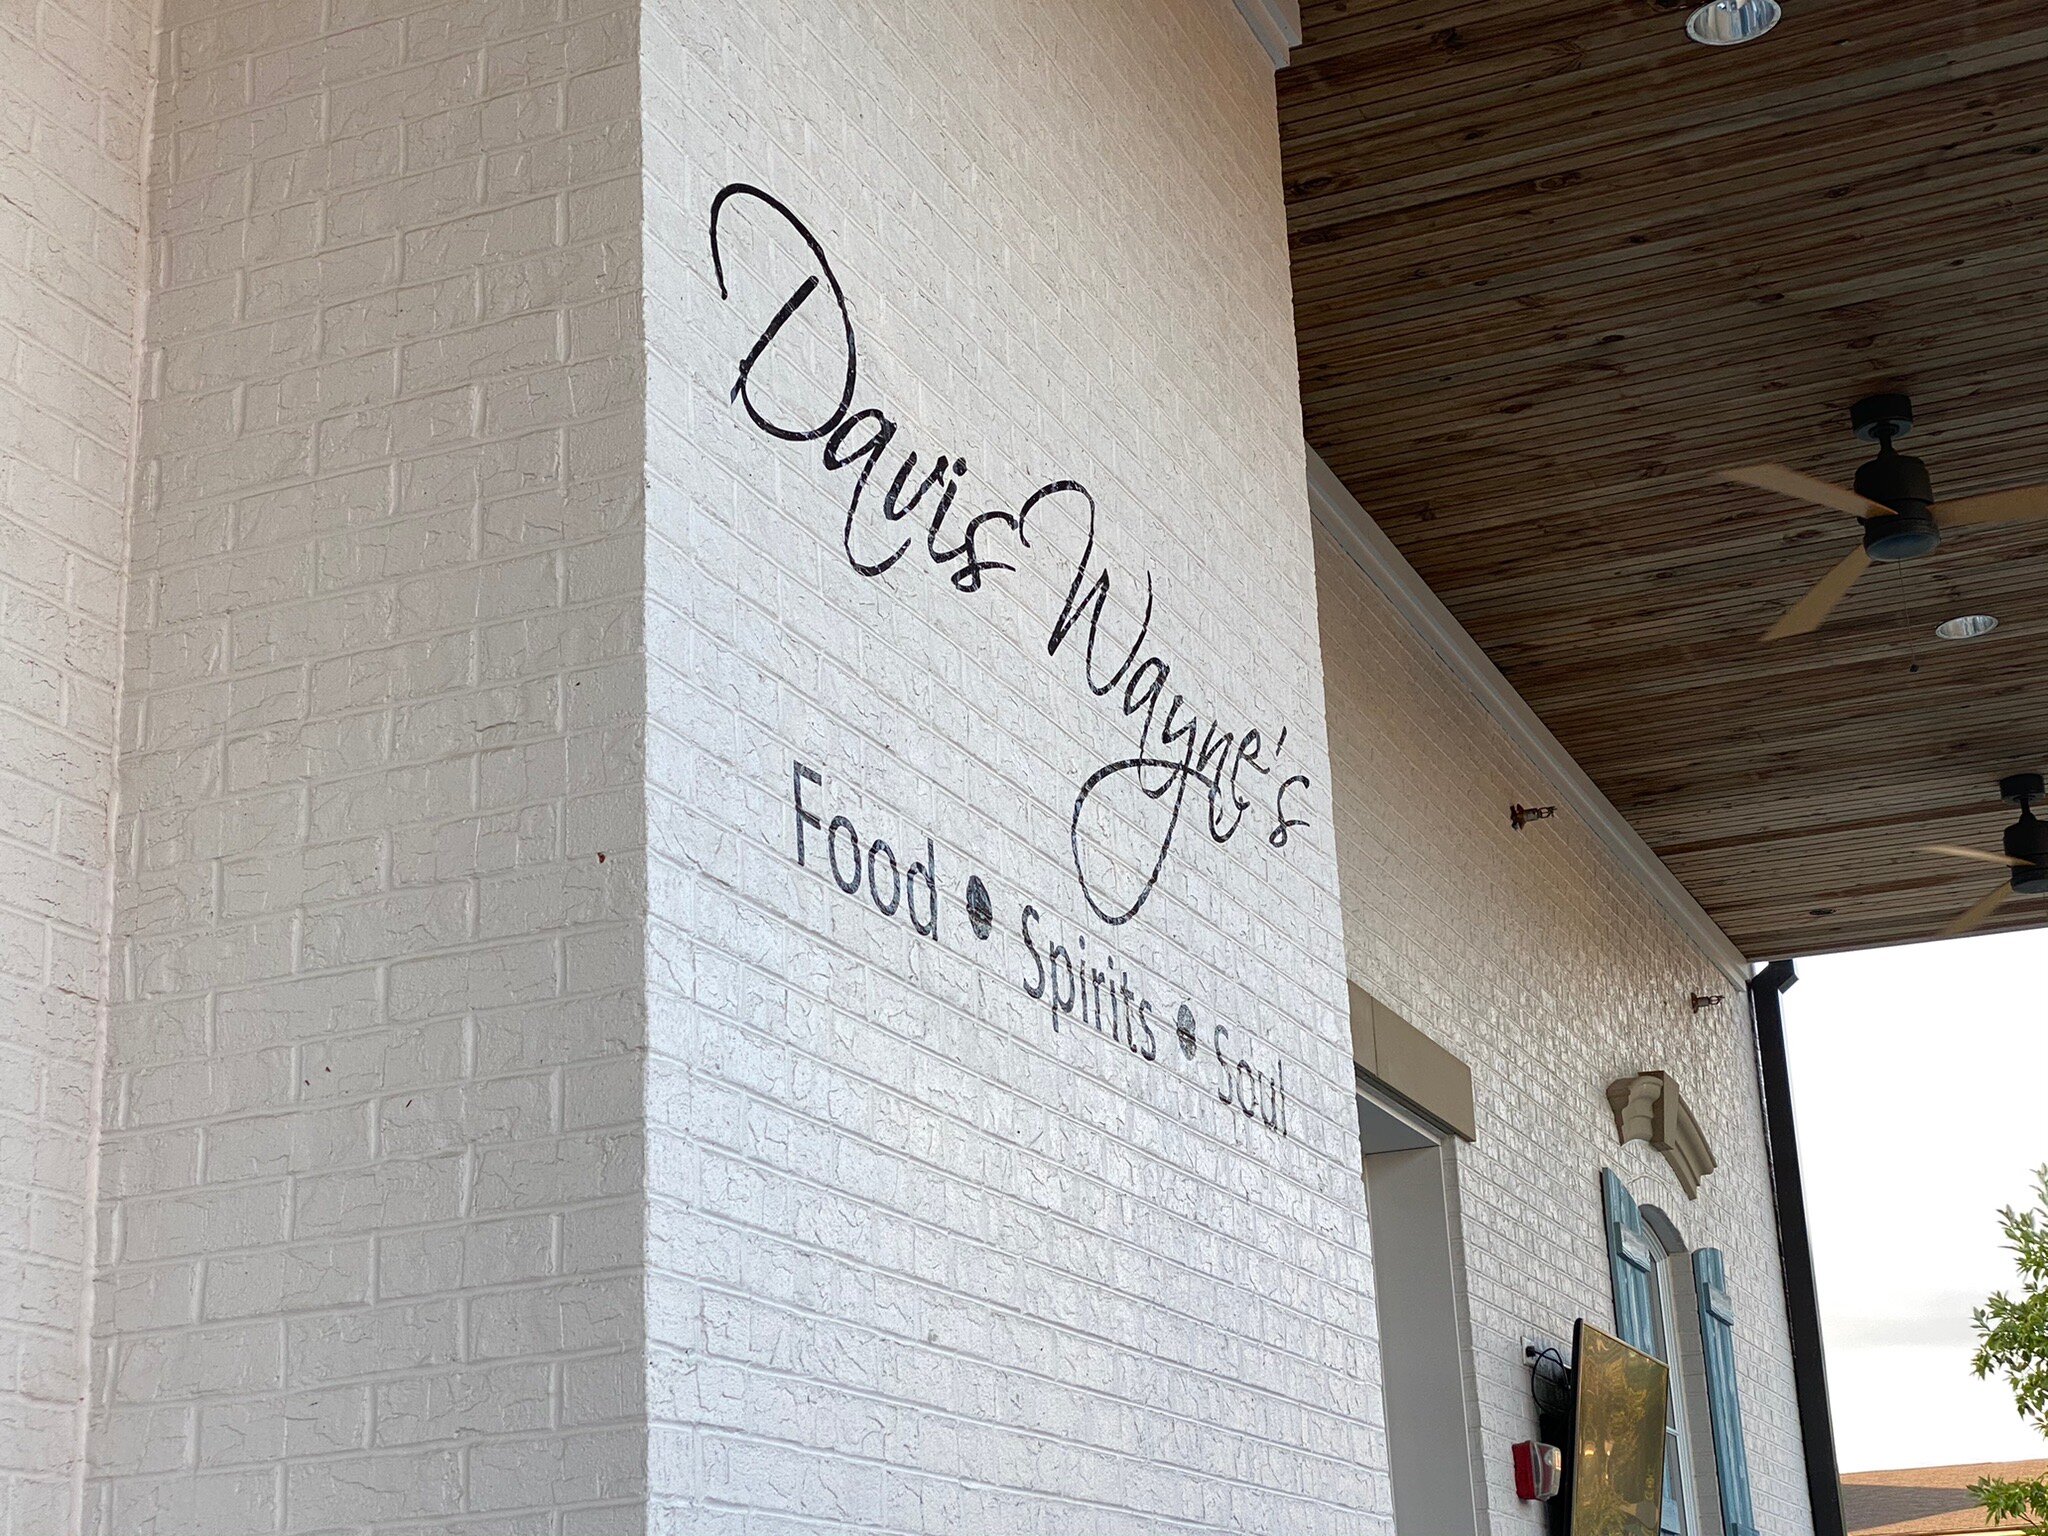 Davis Wayne's
Food • Spirits • Soul